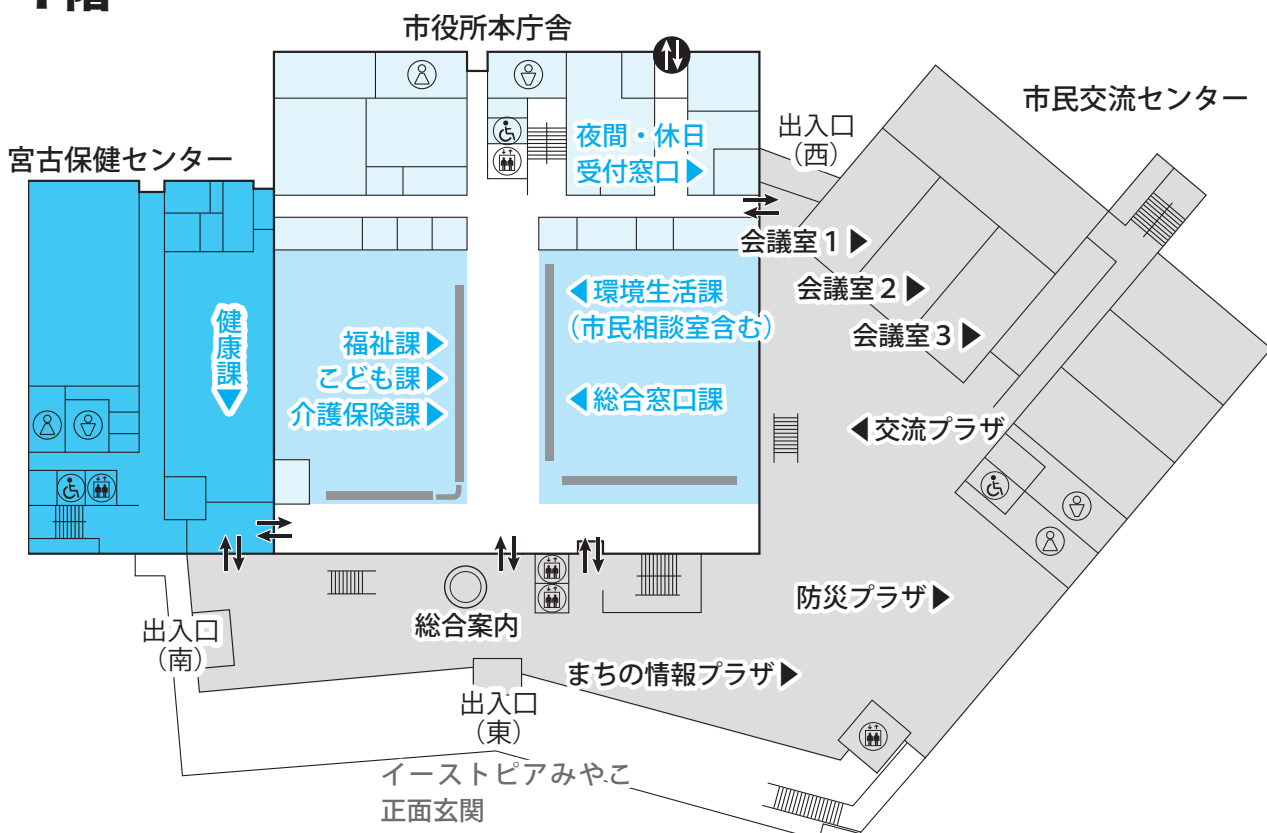 1階
市役所本庁舎
市民交流センター
宮古保健センター
夜間・休日
受付窓口▶
出入口
（西）
会議室1▶
会議室2▶
会議室3▶
◀環境生活課
（市民相談室含む）
健康課▼
福祉課▶
こども課▶
介護保険課▶
◀総合窓口課
◀交流プラザ
防災プラザ▶
総合案内
出入口
（南）
まちの情報プラザ▶
出入口
（東）
イーストピアみやこ
正面玄関